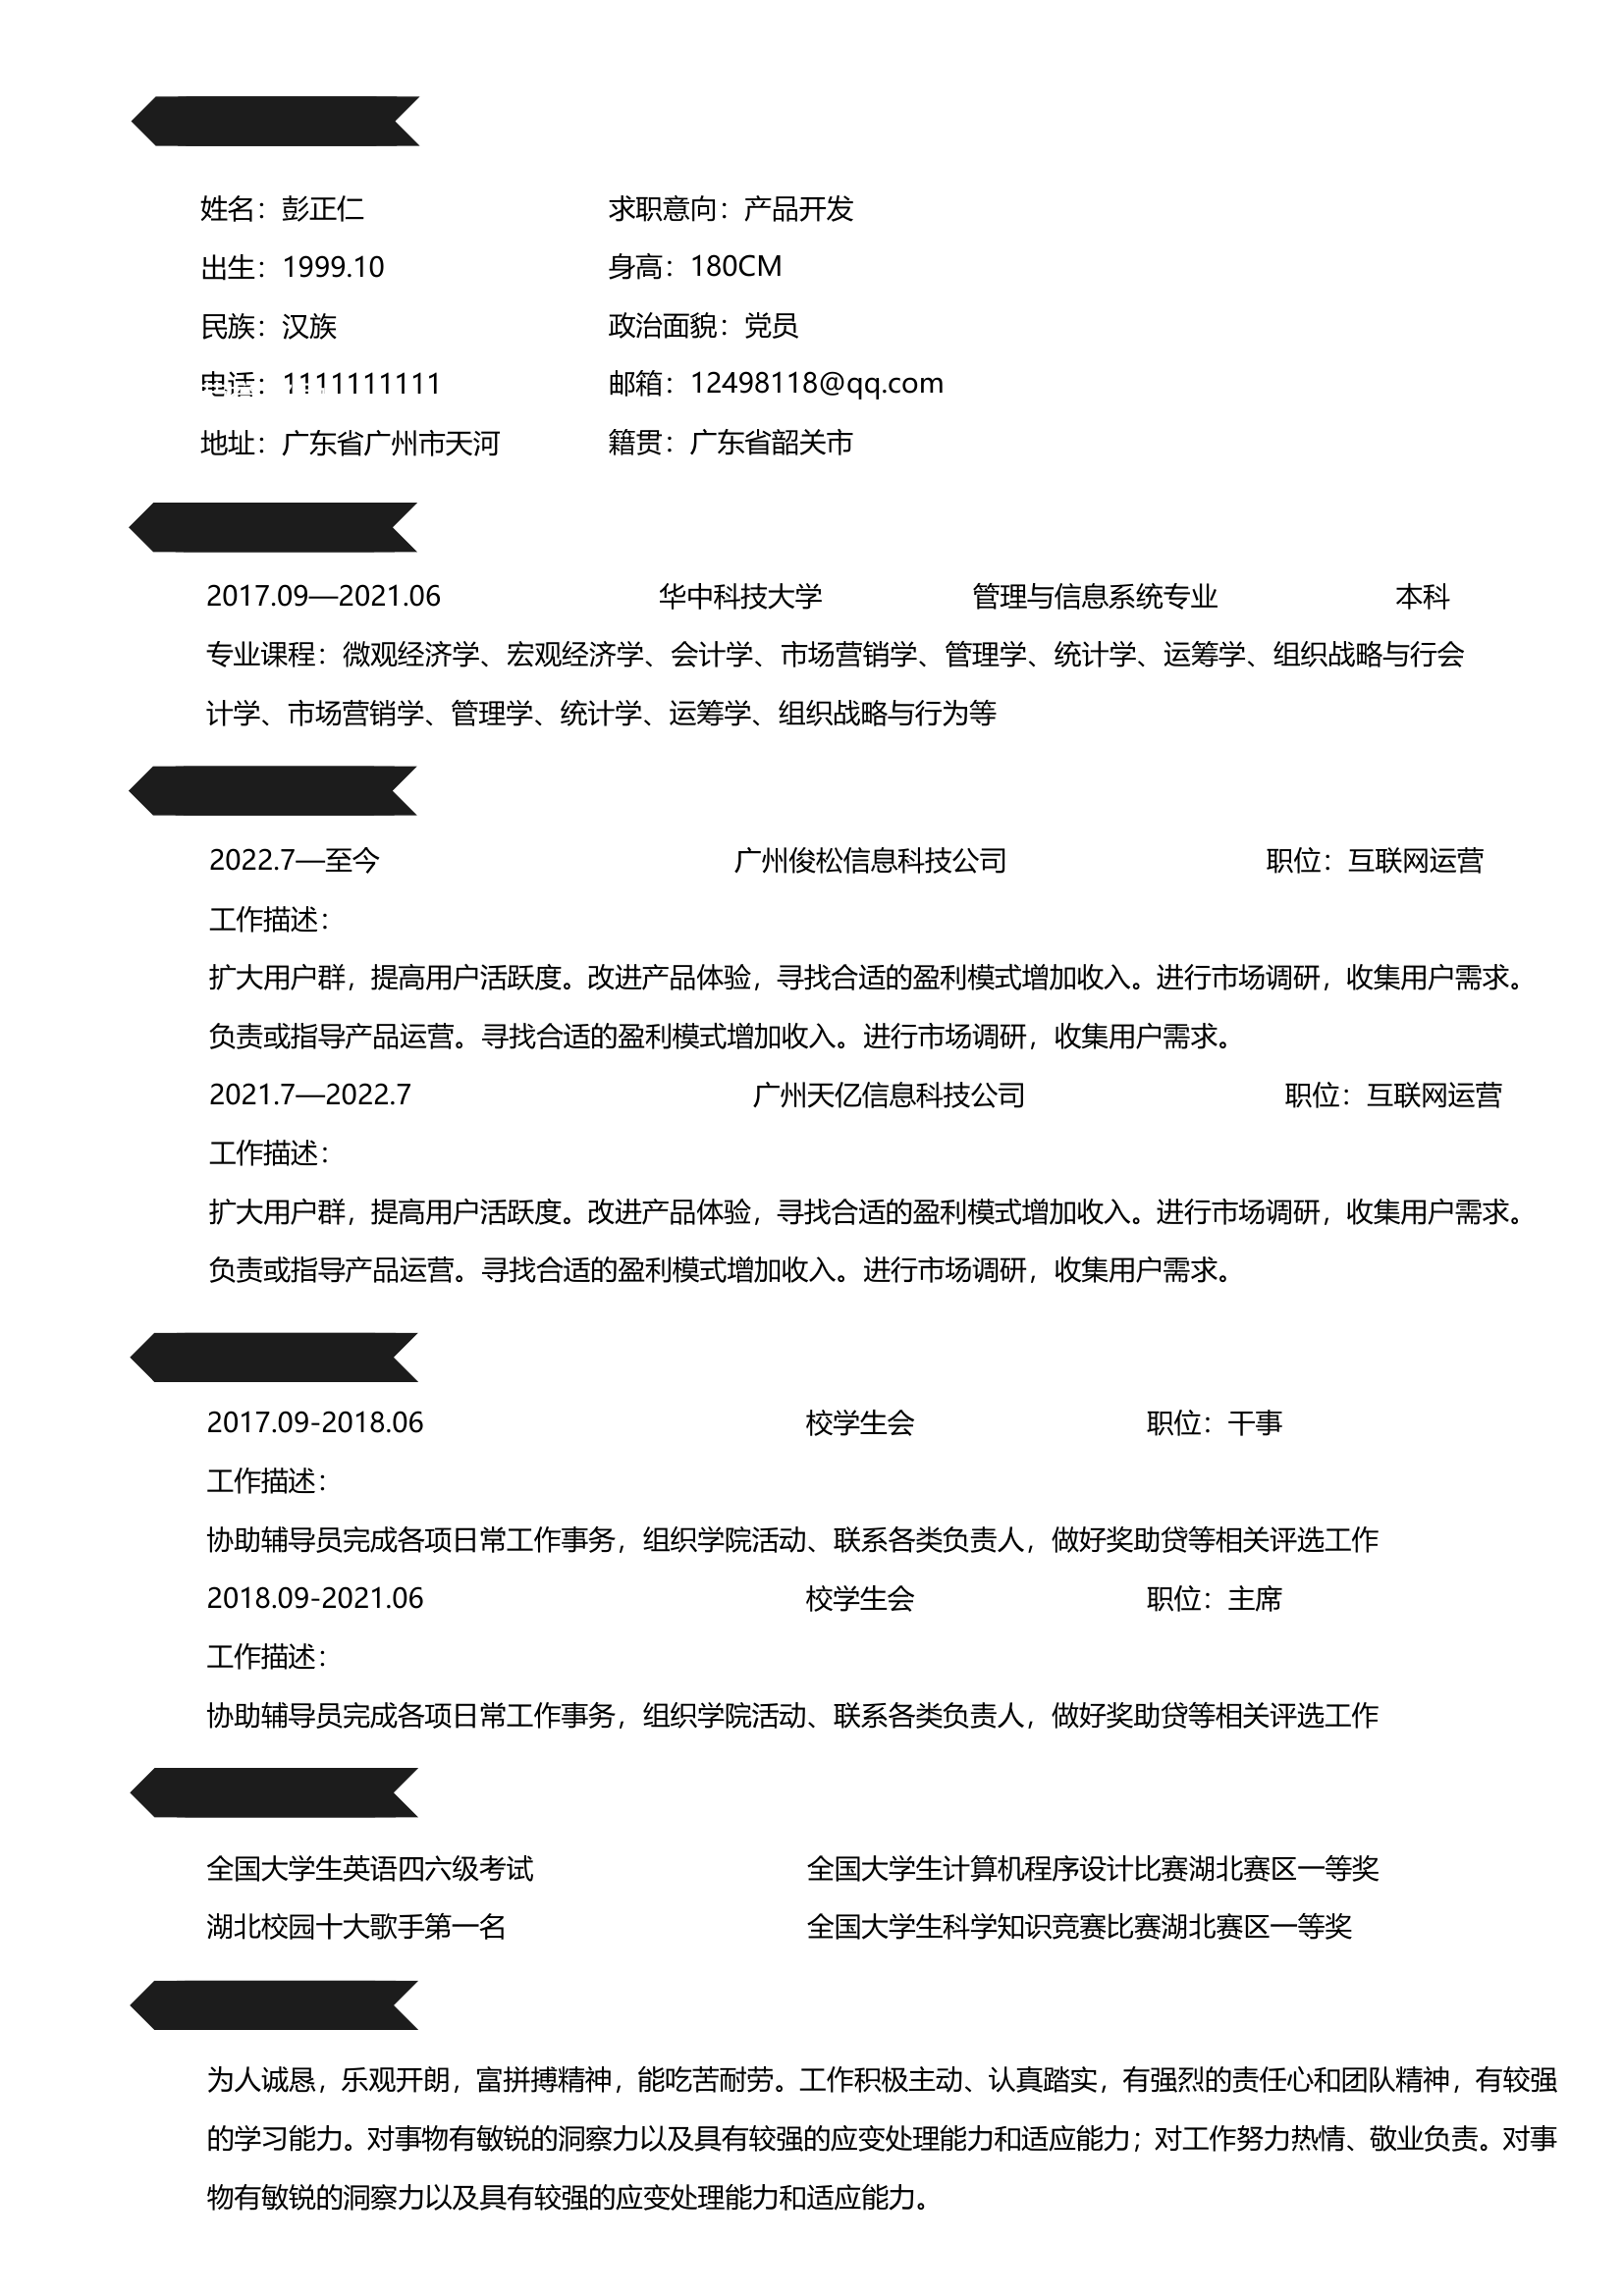 姓名：彭正仁 求职意向：产品开发
出生：1999.10 身高：180CM
民族：汉族 政治面貌：党员
电话：1111111111 邮箱：12498118@qq.com
地址：广东省广州市天河 籍贯：广东省韶关市
2017.09—2021.06 华中科技大学 管理与信息系统专业 本科
专业课程：微观经济学、宏观经济学、会计学、市场营销学、管理学、统计学、运筹学、组织战略与行会
计学、市场营销学、管理学、统计学、运筹学、组织战略与行为等
2022.7—至今 广州俊松信息科技公司 职位：互联网运营
工作描述：
扩大用户群，提高用户活跃度。改进产品体验，寻找合适的盈利模式增加收入。进行市场调研，收集用户需求。
负责或指导产品运营。寻找合适的盈利模式增加收入。进行市场调研，收集用户需求。
2021.7—2022.7 广州天亿信息科技公司 职位：互联网运营
工作描述：
扩大用户群，提高用户活跃度。改进产品体验，寻找合适的盈利模式增加收入。进行市场调研，收集用户需求。
负责或指导产品运营。寻找合适的盈利模式增加收入。进行市场调研，收集用户需求。
2017.09-2018.06 校学生会 职位：干事
工作描述：
协助辅导员完成各项日常工作事务，组织学院活动、联系各类负责人，做好奖助贷等相关评选工作
2018.09-2021.06 校学生会 职位：主席
工作描述：
协助辅导员完成各项日常工作事务，组织学院活动、联系各类负责人，做好奖助贷等相关评选工作
全国大学生英语四六级考试 全国大学生计算机程序设计比赛湖北赛区一等奖
湖北校园十大歌手第一名 全国大学生科学知识竞赛比赛湖北赛区一等奖
为人诚恳，乐观开朗，富拼搏精神，能吃苦耐劳。工作积极主动、认真踏实，有强烈的责任心和团队精神，有较强
的学习能力。对事物有敏锐的洞察力以及具有较强的应变处理能力和适应能力；对工作努力热情、敬业负责。对事
物有敏锐的洞察力以及具有较强的应变处理能力和适应能力。